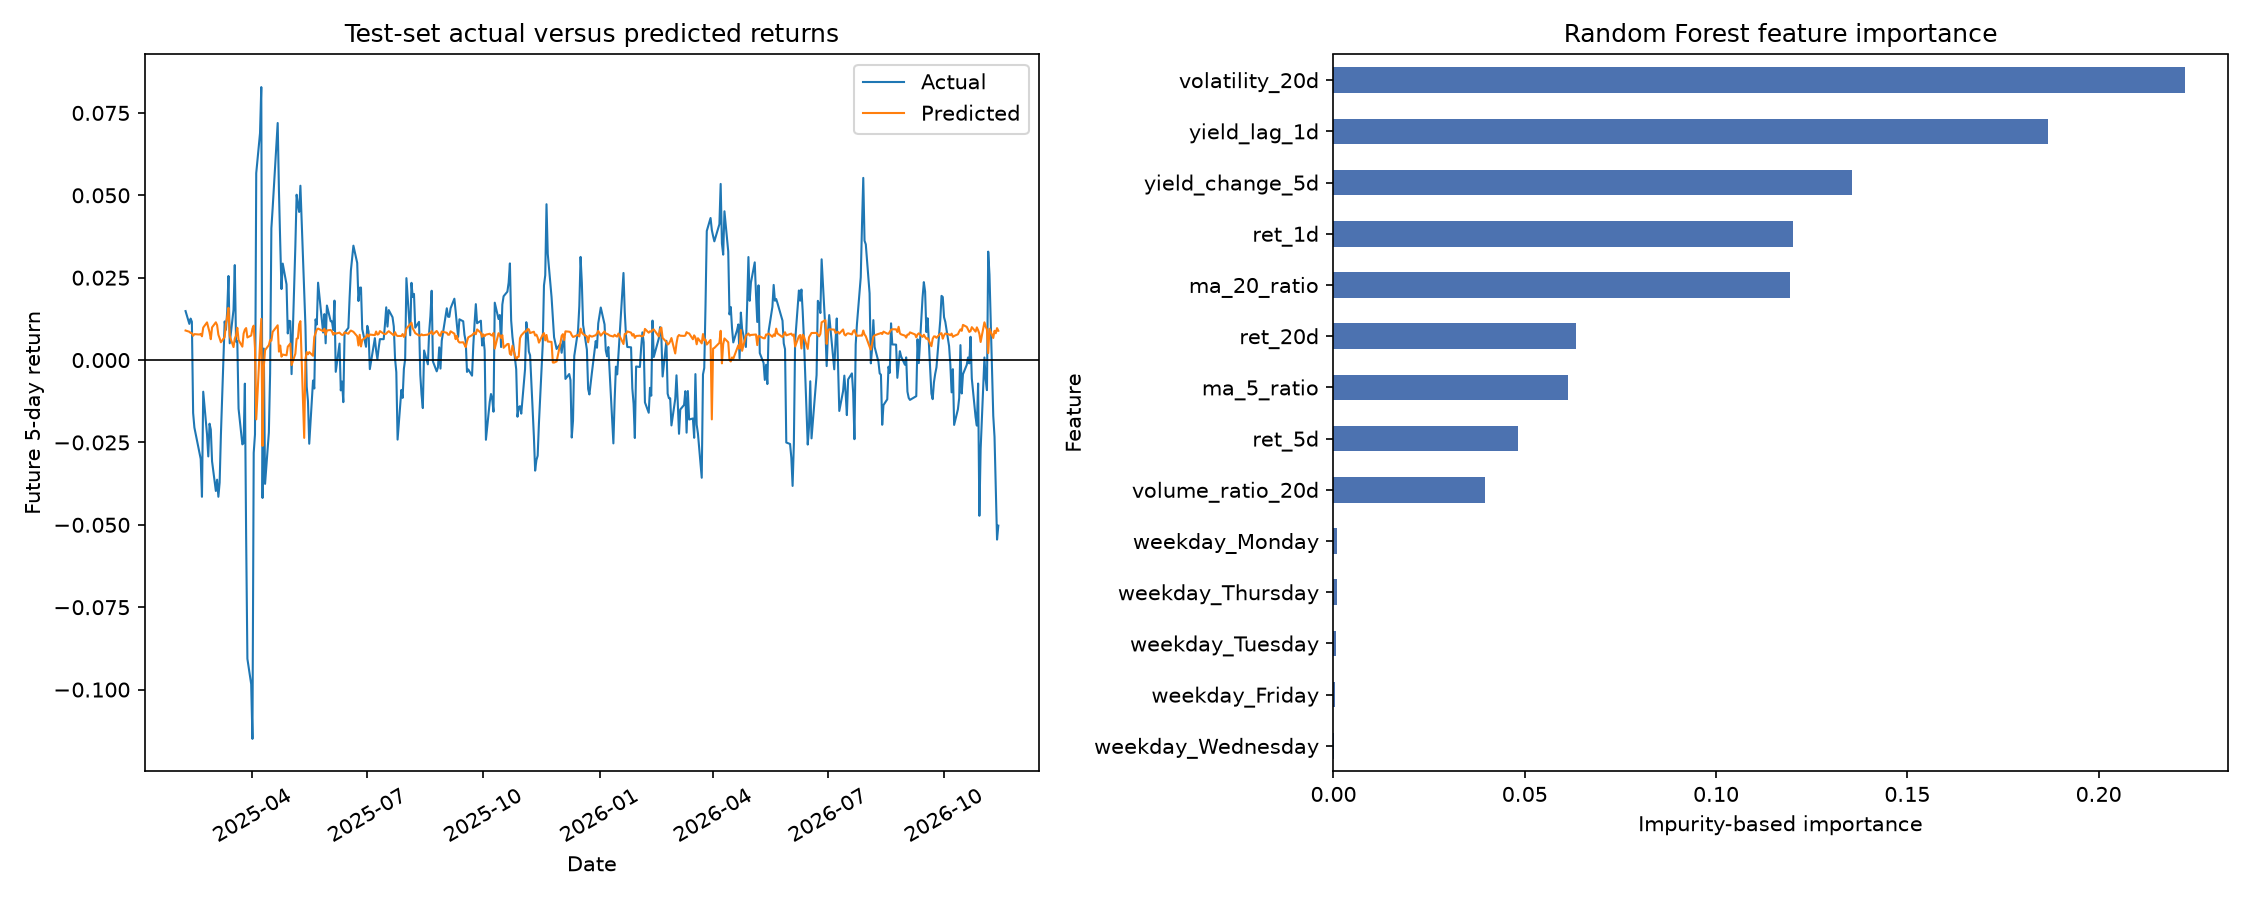 Test-set actual versus predicted returns
Actual
Predicted
Future 5-day return
0.075
0.050
0.025
0.000
−0.025
−0.050
−0.075
−0.100
2025-04
2025-07
2025-10
2026-01
2026-04
2026-07
2026-10
Date
Random Forest feature importance
Feature
volatility_20d
yield_lag_1d
yield_change_5d
ret_1d
ma_20_ratio
ret_20d
ma_5_ratio
ret_5d
volume_ratio_20d
weekday_Monday
weekday_Thursday
weekday_Tuesday
weekday_Friday
weekday_Wednesday
0.00
0.05
0.10
0.15
0.20
Impurity-based importance